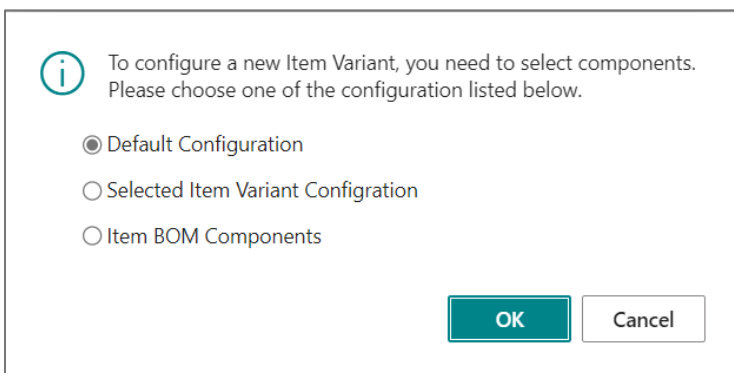 To configure a new Item Variant, you need to select components.
Please choose one of the configuration listed below.
Default Configuration
Selected Item Variant Configration
Item BOM Components
OK
Cancel